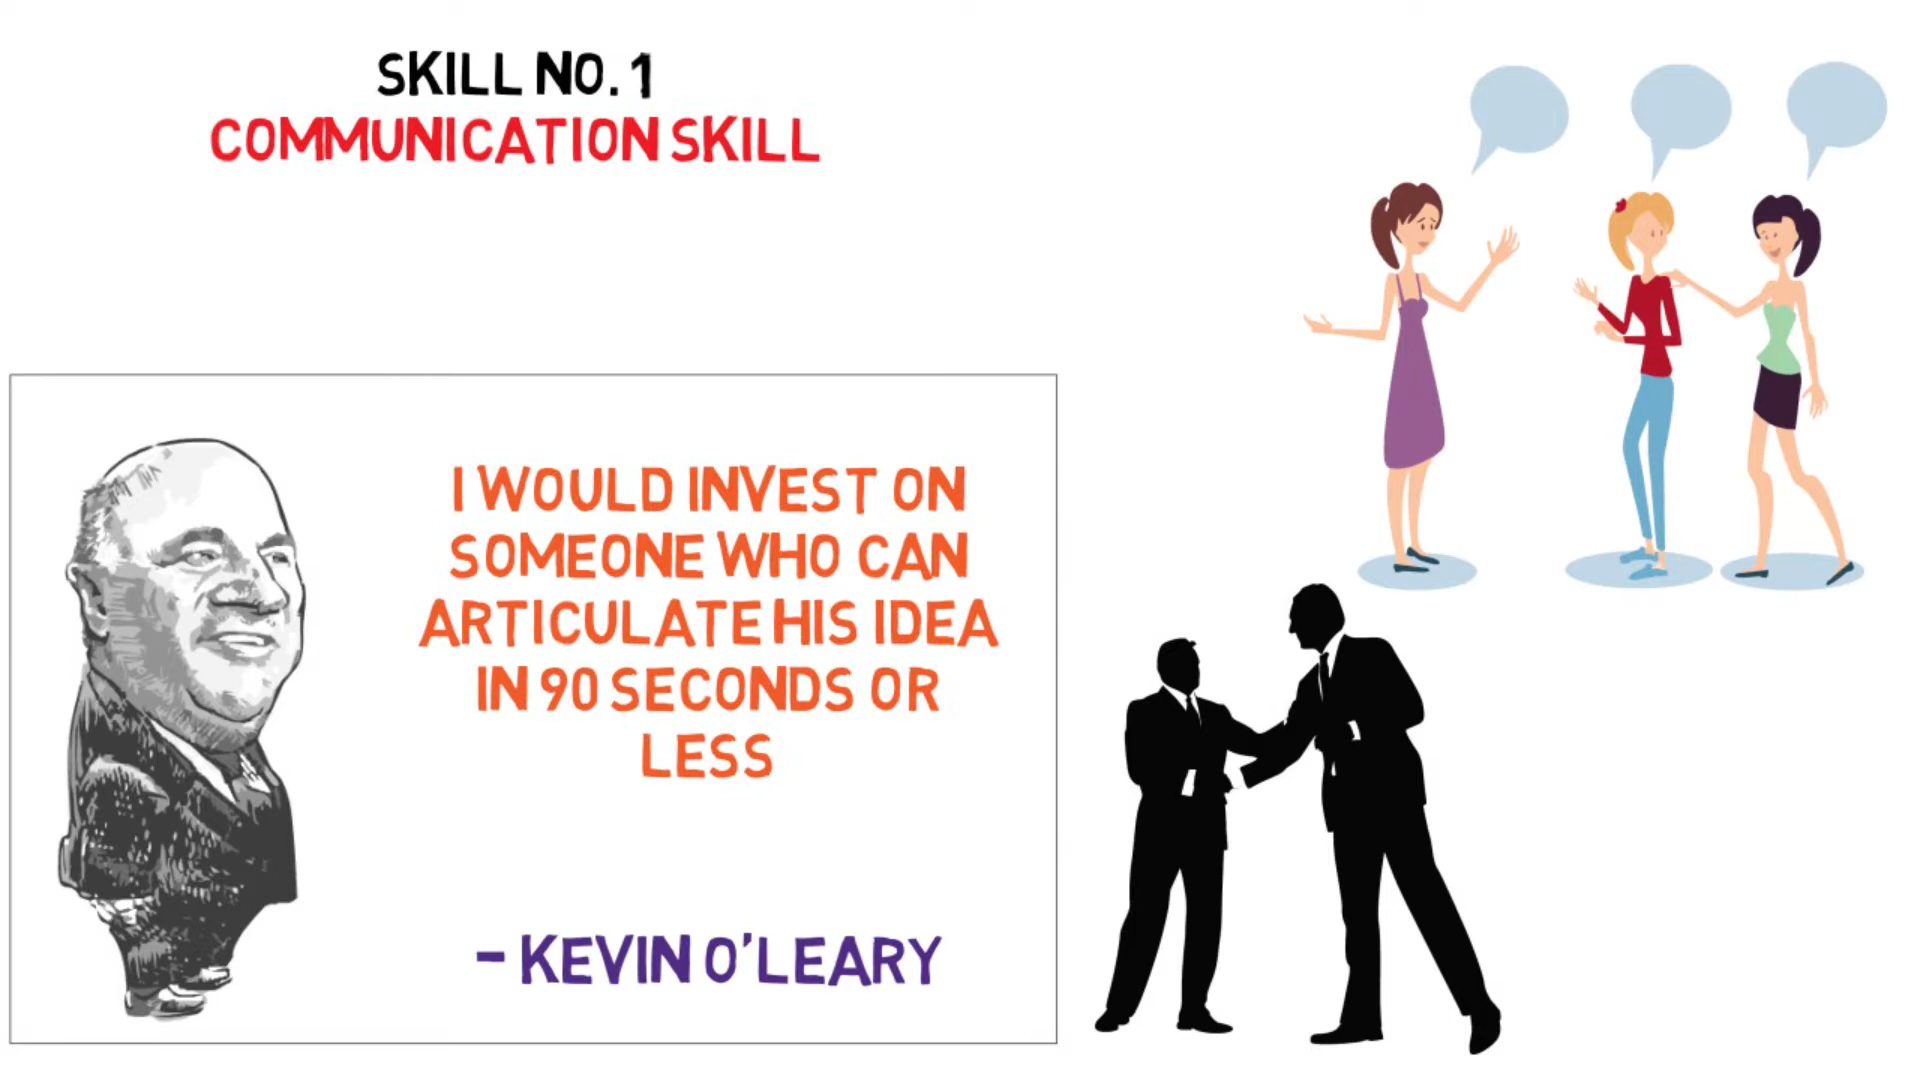 SKILL NO. 1
COMMUNICATION SKILL
I WOULD INVEST ON
SOMEONE WHO CAN
ARTICULATE HIS IDEA
IN 90 SECONDS OR
LESS
- KEVIN O'LEARY